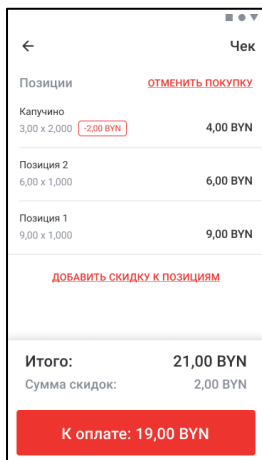 Чек
Позиции ОТМЕНИТЬ ПОКУПКУ
Капучино
3,00 x 2,000 -2,00 BYN 4,00 BYN
Позиция 2
6,00 x 1,000 6,00 BYN
Позиция 1
9,00 x 1,000 9,00 BYN
ДОБАВИТЬ СКИДКУ К ПОЗИЦИЯМ
Итого: 21,00 BYN
Сумма скидок: 2,00 BYN
К оплате: 19,00 BYN